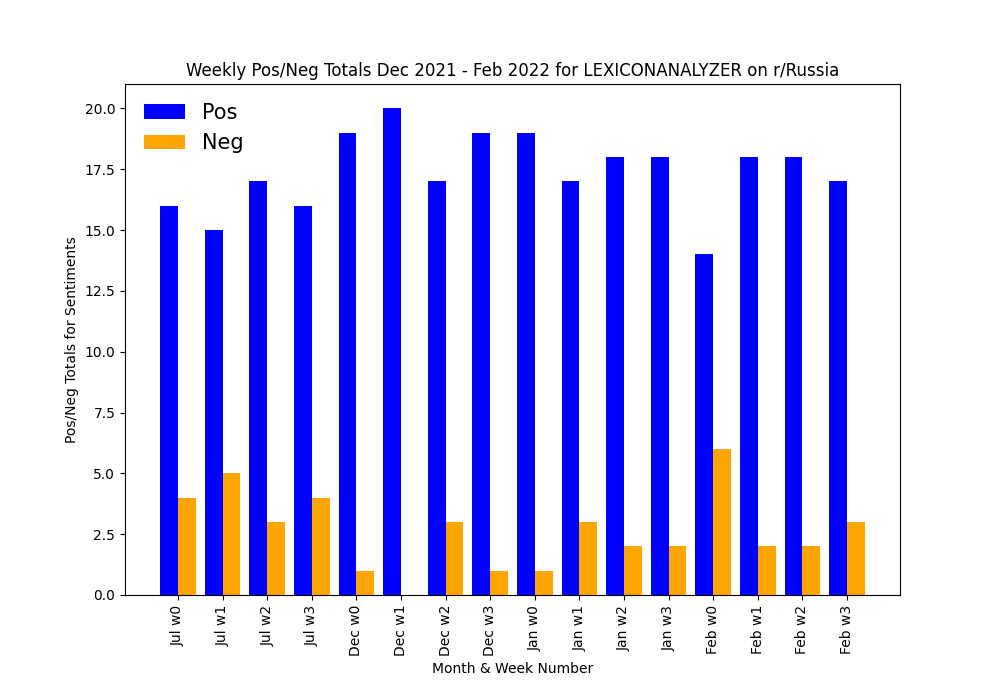 Weekly Pos/Neg Totals Dec 2021 - Feb 2022 for LEXICONANALYZER on r/Russia
Pos
Neg
20.0
17.5
15.0
12.5
10.0
7.5
5.0
2.5
0.0
Pos/Neg Totals for Sentiments
Jul w0
Jul w1
Jul w2
Jul w3
Dec w0
Dec w1
Dec w2
Dec w3
Jan w0
Jan w1
Jan w2
Jan w3
Feb w0
Feb w1
Feb w2
Feb w3
Month & Week Number